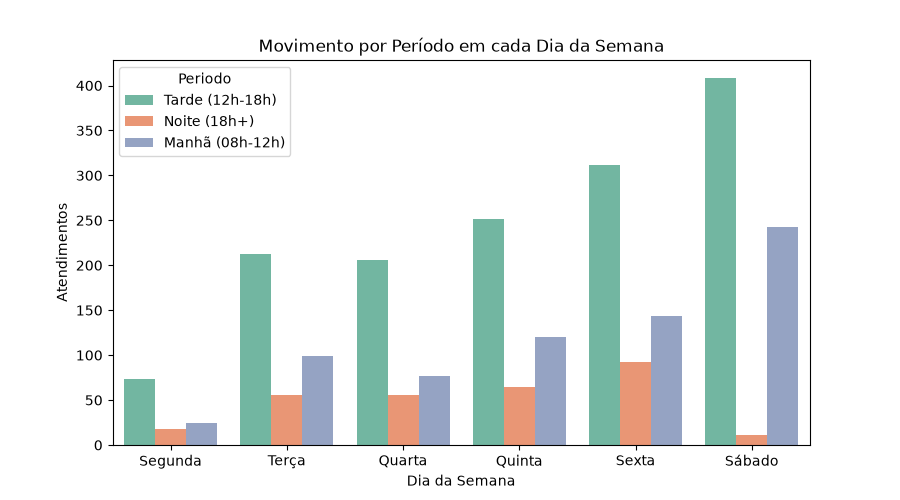 Movimento por Período em cada Dia da Semana
Periodo
Tarde (12h-18h)
Noite (18h+)
Manhã (08h-12h)
Atendimentos
400
350
300
250
200
150
100
50
0
Segunda Terça Quarta Quinta Sexta Sábado
Dia da Semana